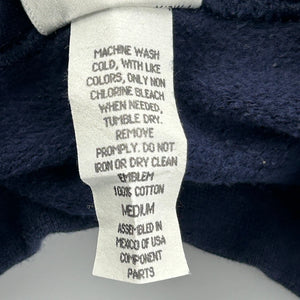 MACHINE WASH
COLD, WITH LIKE
COLORS, ONLY NON
CHLORINE BLEACH
WHEN NEEDED,
TUMBLE DRY.
REMOVE
PROMPLY. DO NOT
IRON OR DRY CLEAN
EMBLEM
100% COTTON
MEDIUM
ASSEMBLED IN
MEXICO OF USA
COMPONENT
PARTS